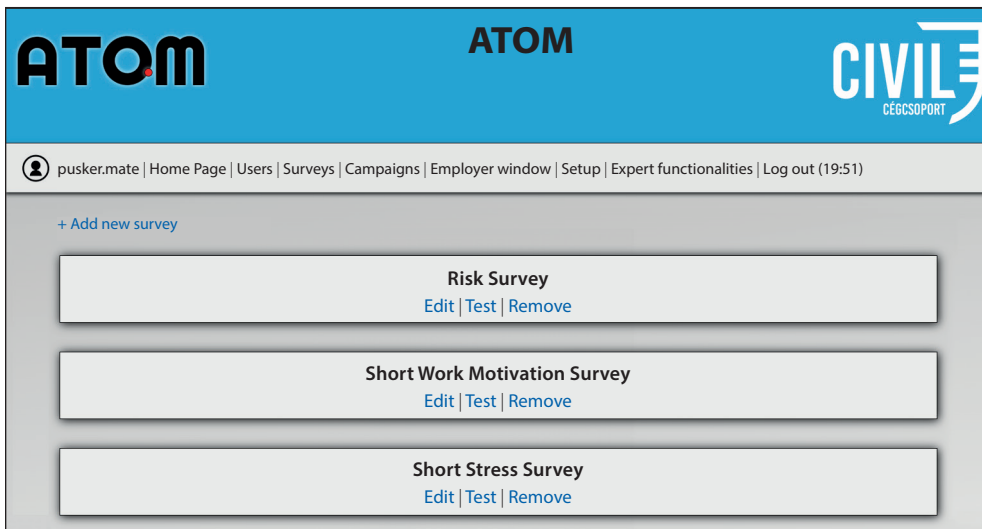 ATOM
ATOM
CIVIL
CÉGCSOPORT
pusker.mate | Home Page | Users | Surveys | Campaigns | Employer window | Setup | Expert functionalities | Log out (19:51)
+ Add new survey
Risk Survey
Edit | Test | Remove
Short Work Motivation Survey
Edit | Test | Remove
Short Stress Survey
Edit | Test | Remove